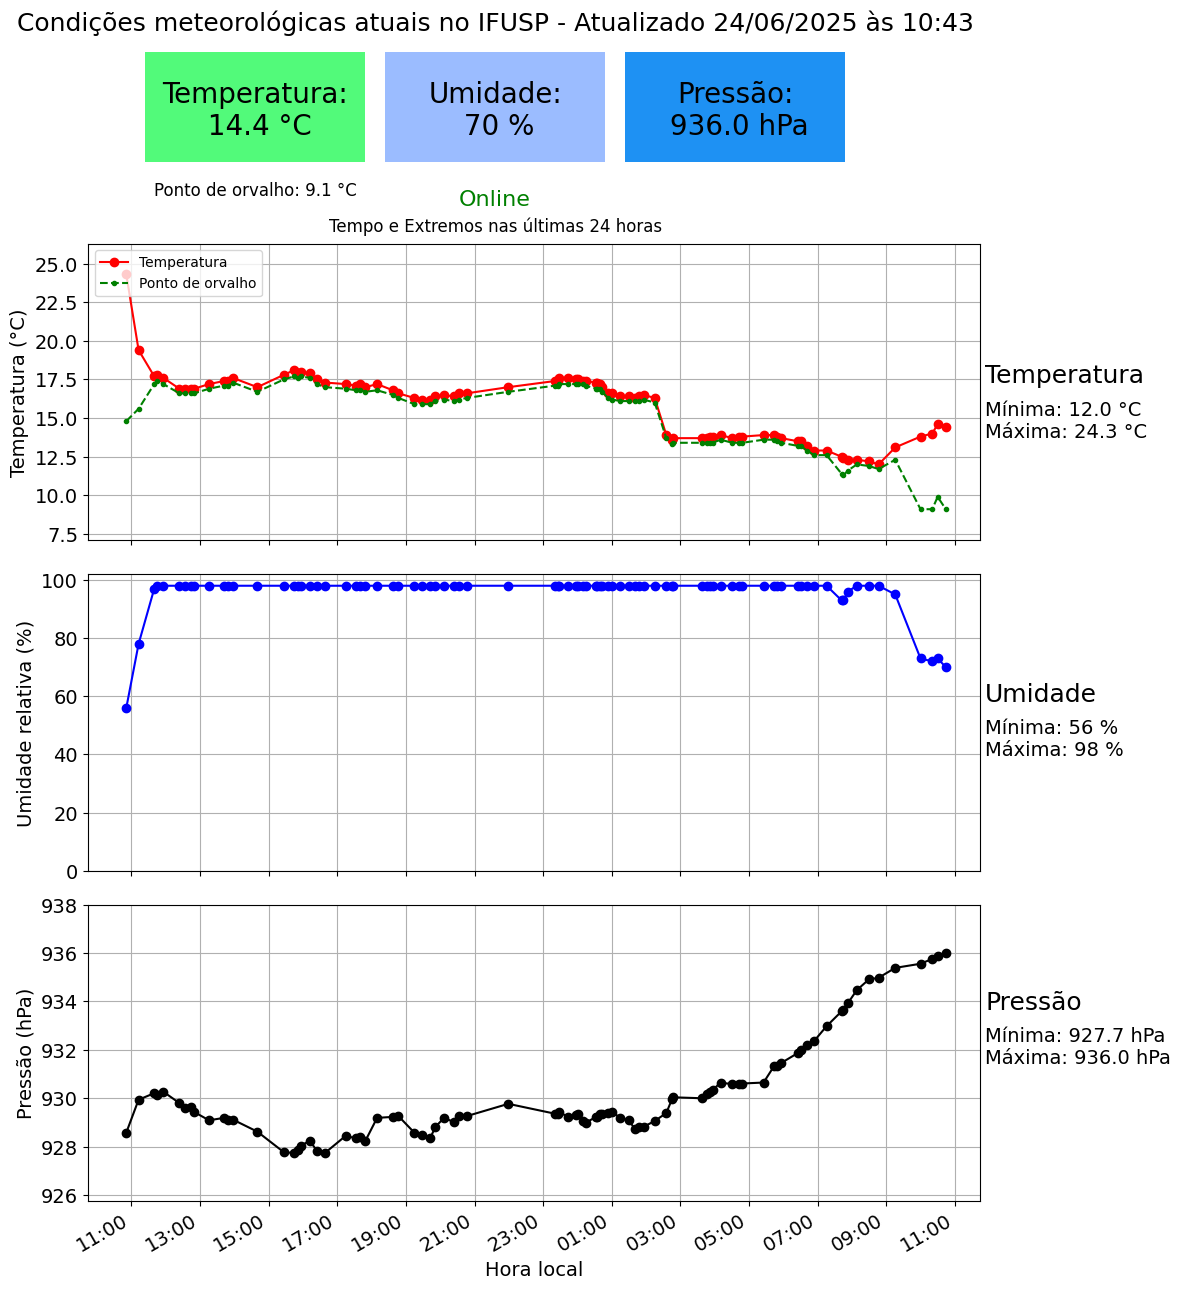 Condições meteorológicas atuais no IFUSP - Atualizado 24/06/2025 às 10:43
Temperatura:
14.4 °C
Umidade:
70 %
Pressão:
936.0 hPa
Ponto de orvalho: 9.1 °C
Online
Tempo e Extremos nas últimas 24 horas
Temperatura
Ponto de orvalho
Temperatura (°C)
25.0
22.5
20.0
17.5
15.0
12.5
10.0
7.5
Temperatura
Mínima: 12.0 °C
Máxima: 24.3 °C
Umidade relativa (%)
100
80
60
40
20
0
Umidade
Mínima: 56 %
Máxima: 98 %
Pressão (hPa)
938
936
934
932
930
928
926
Pressão
Mínima: 927.7 hPa
Máxima: 936.0 hPa
11:00 13:00 15:00 17:00 19:00 21:00 23:00 01:00 03:00 05:00 07:00 09:00 11:00
Hora local